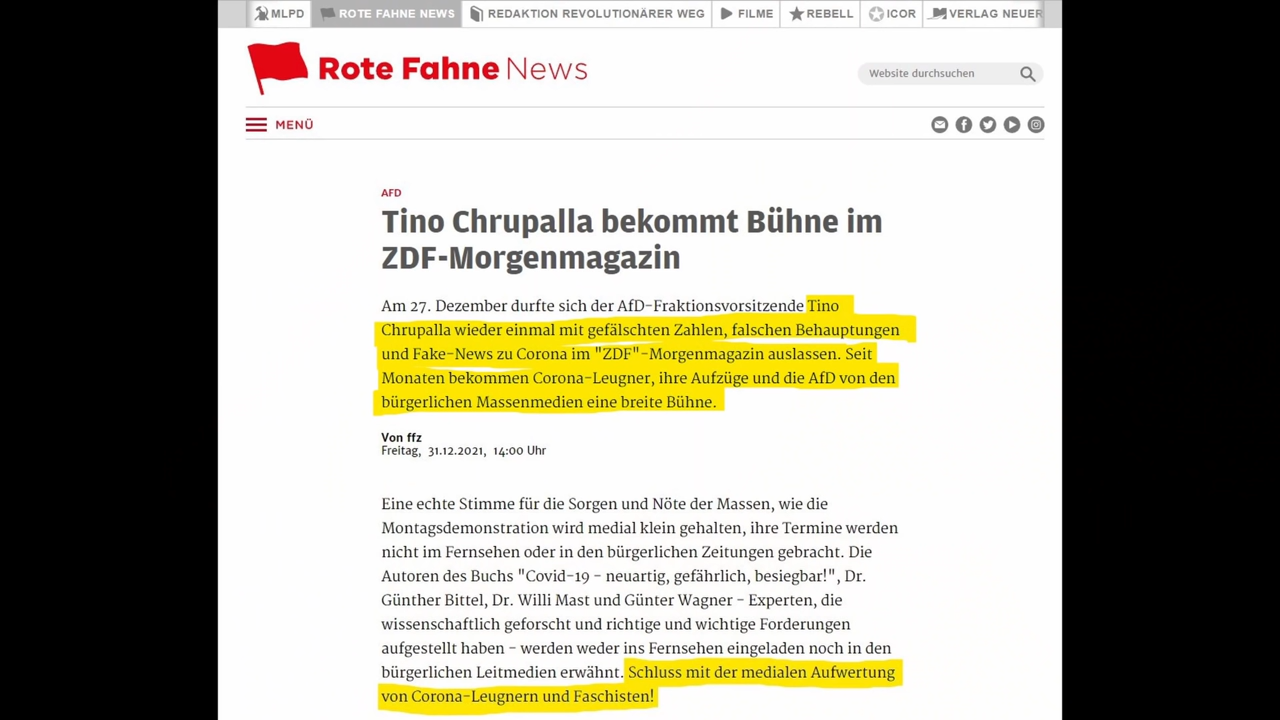 MLPD ROTE FAHNE NEWS REDAKTION REVOLUTIONÄRER WEG FILME REBELL ICOR VERLAG NEUER
Rote Fahne News
Website durchsuchen
MENÜ
AFD
Tino Chrupalla bekommt Bühne im
ZDF-Morgenmagazin
Am 27. Dezember durfte sich der AfD-Fraktionsvorsitzende Tino
Chrupalla wieder einmal mit gefälschten Zahlen, falschen Behauptungen
und Fake-News zu Corona im "ZDF"-Morgenmagazin auslassen. Seit
Monaten bekommen Corona-Leugner, ihre Aufzüge und die AfD von den
bürgerlichen Massenmedien eine breite Bühne.
Von ffz
Freitag, 31.12.2021, 14:00 Uhr
Eine echte Stimme für die Sorgen und Nöte der Massen, wie die
Montagsdemonstration wird medial klein gehalten, ihre Termine werden
nicht im Fernsehen oder in den bürgerlichen Zeitungen gebracht. Die
Autoren des Buchs "Covid-19 - neuartig, gefährlich, besiegbar!", Dr.
Günther Bittel, Dr. Willi Mast und Günter Wagner - Experten, die
wissenschaftlich geforscht und richtige und wichtige Forderungen
aufgestellt haben - werden weder ins Fernsehen eingeladen noch in den
bürgerlichen Leitmedien erwähnt. Schluss mit der medialen Aufwertung
von Corona-Leugnern und Faschisten!